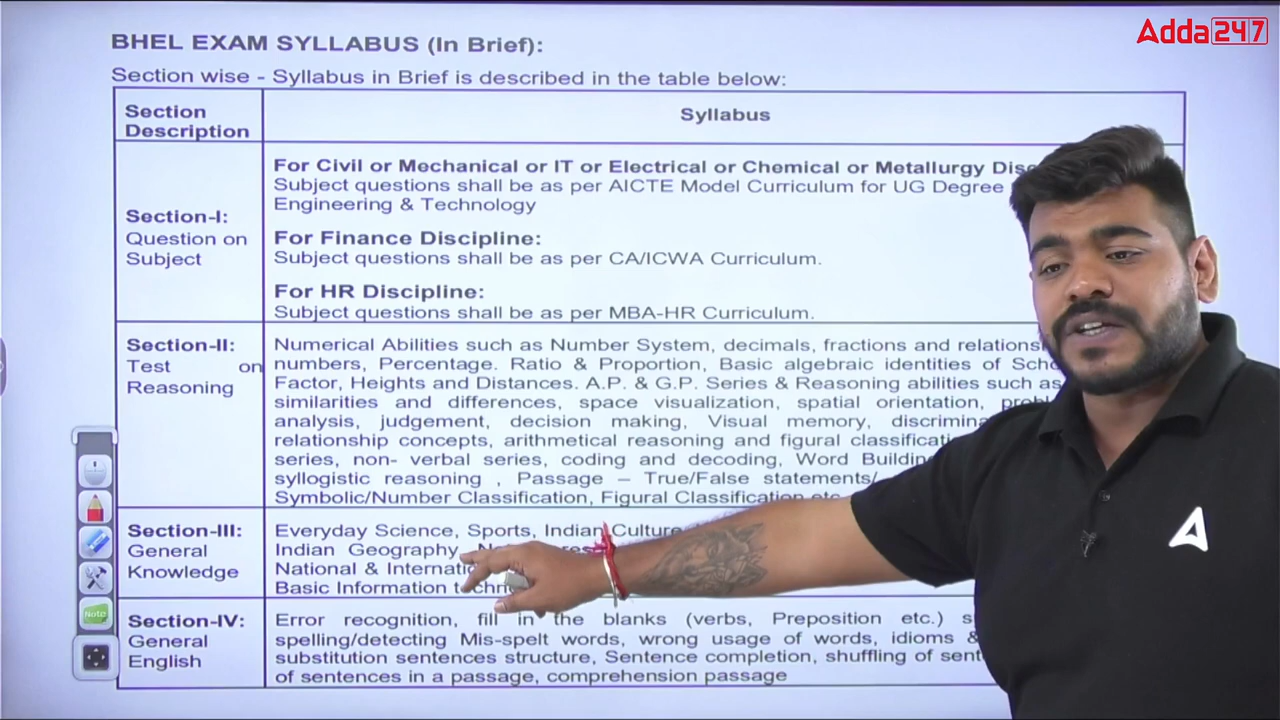 Adda247
BHEL EXAM SYLLABUS (In Brief):
Section wise - Syllabus in Brief is described in the table below:
Section
Description
Syllabus
Section-I:
Question on
Subject
For Civil or Mechanical or IT or Electrical or Chemical or Metallurgy
Subject questions shall be as per AICTE Model Curriculum for UG Degree
Engineering & Technology
For Finance Discipline:
Subject questions shall be as per CA/ICWA Curriculum.
For HR Discipline:
Subject questions shall be as per MBA-HR Curriculum.
Section-II:
Test on
Reasoning
Numerical Abilities such as Number System, decimals, fractions and
numbers, Percentage. Ratio & Proportion, Basic algebraic identities of
Factor, Heights and Distances. A.P. & G.P. Series & Reasoning abilities such as
similarities and differences, space visualization, spatial orientation,
analysis, judgement, decision making, Visual memory,
relationship concepts, arithmetical reasoning and figural
series, non- verbal series, coding and decoding, Word
syllogistic reasoning , Passage – True/False statements/
Symbolic/Number Classification, Figural Classification etc
Section-III:
General
Knowledge
Everyday Science, Sports, Indian Culture,
Indian Geography,
National &
Basic Information
Section-IV:
General
English
Error recognition, fill in the blanks (verbs, Preposition etc.)
spelling/detecting Mis-spelt words, wrong usage of words, idioms &
substitution sentences structure, Sentence completion, shuffling of
of sentences in a passage, comprehension passage
Note